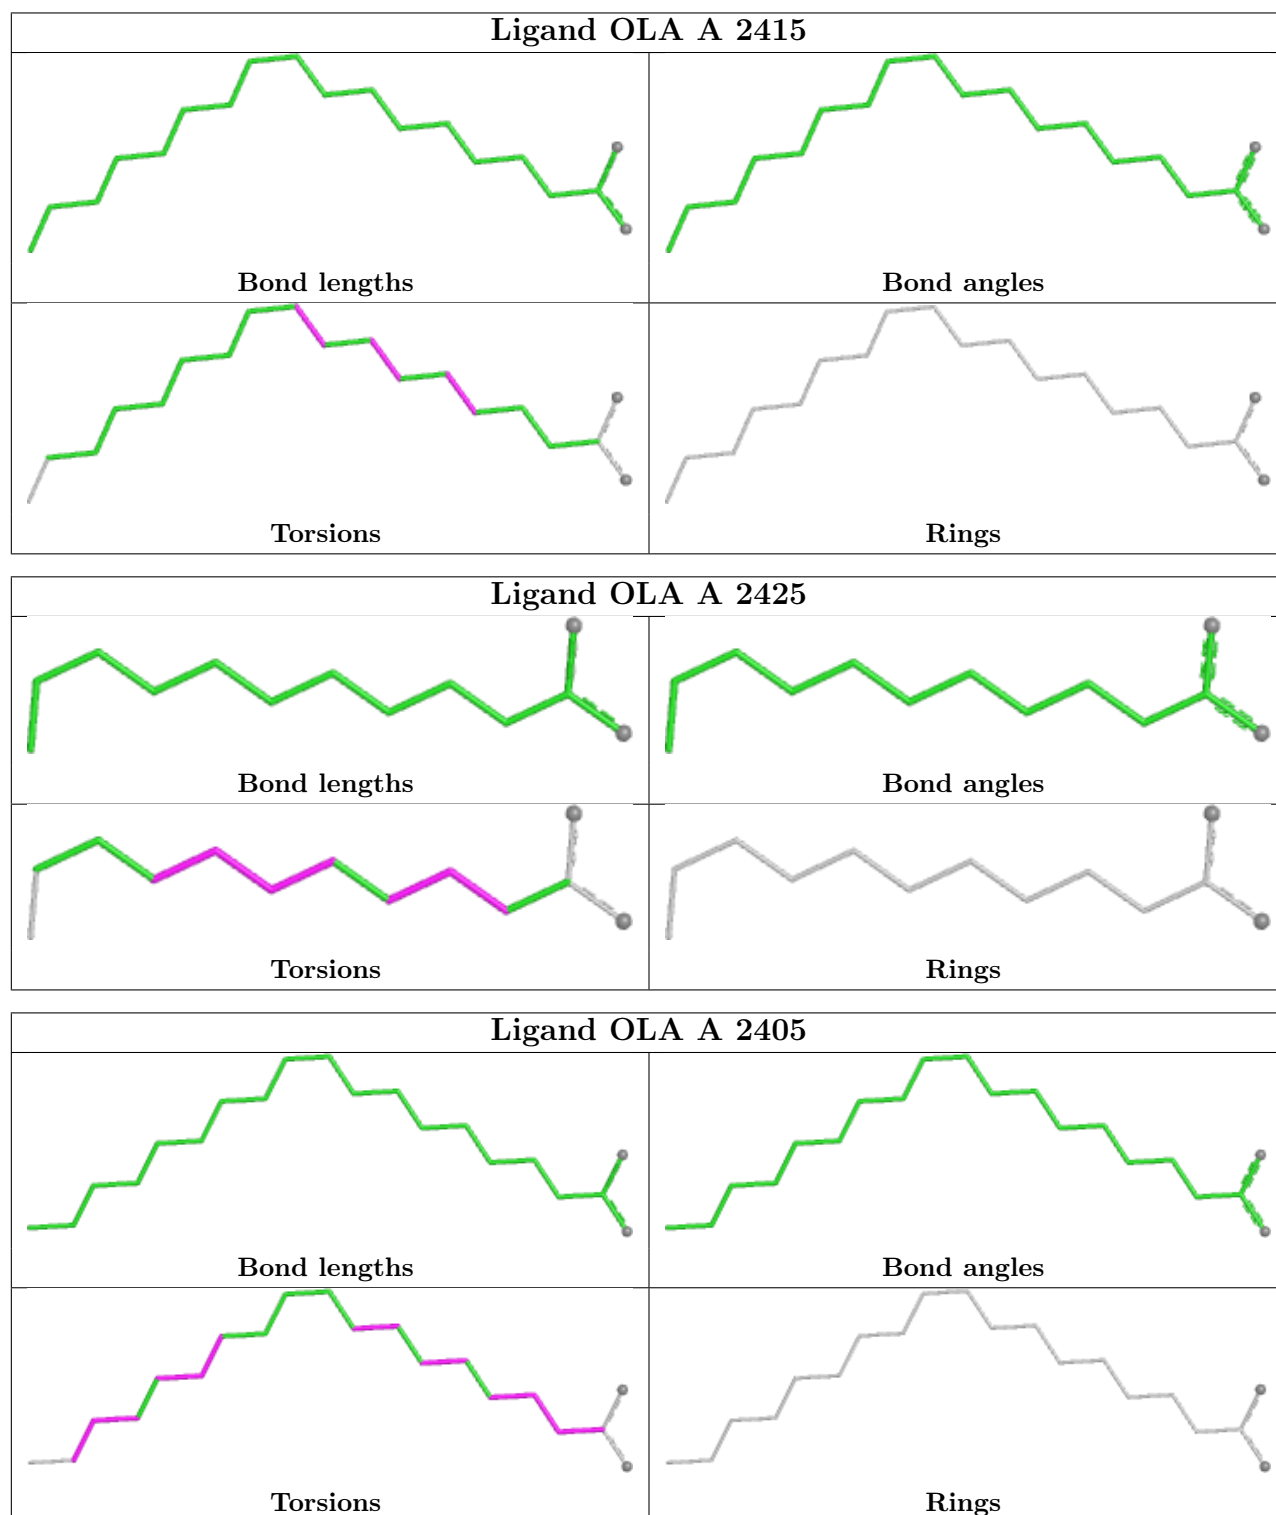 Ligand OLA A 2415
Bond lengths
Bond angles
Torsions
Rings
Ligand OLA A 2425
Bond lengths
Bond angles
Torsions
Rings
Ligand OLA A 2405
Bond lengths
Bond angles
Torsions
Rings